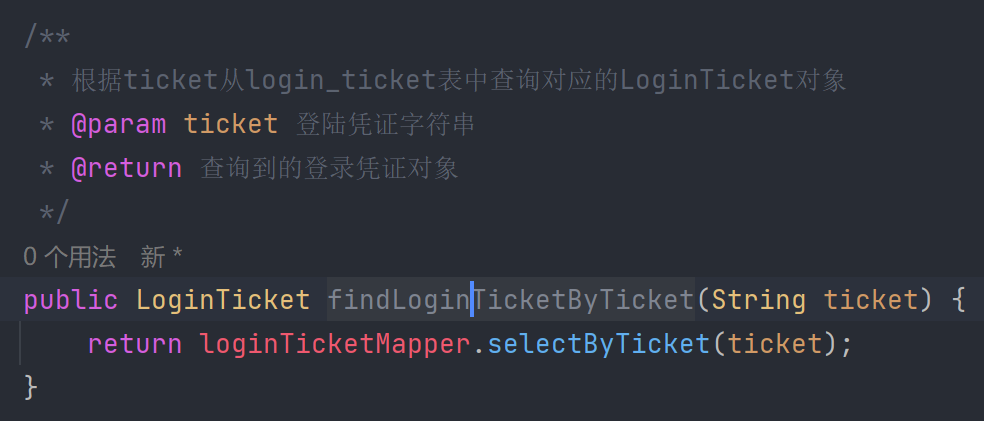 /**
 * 根据ticket从login_ticket表中查询对应的LoginTicket对象
 * @param ticket 登陆凭证字符串
 * @return 查询到的登录凭证对象
 */
0 个用法 新 *
public LoginTicket findLoginTicketByTicket(String ticket) {
    return loginTicketMapper.selectByTicket(ticket);
}